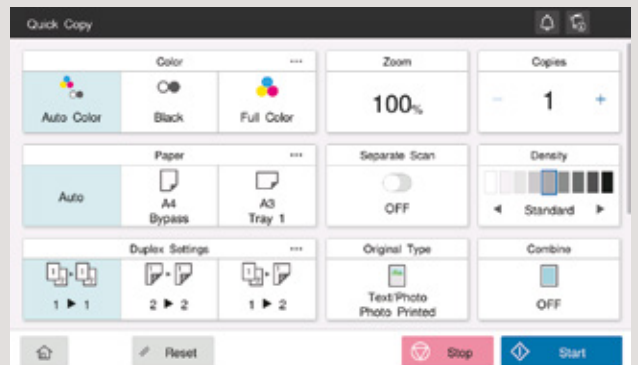 Quick Copy
Color ...
Zoom
Copies
Auto Color
Black
Full Color
100%
− 1 +
Paper ...
Separate Scan
Density
Auto
A4
Bypass
A3
Tray 1
OFF
◄ Standard ►
Duplex Settings ...
Original Type
Combine
1 ► 1
2 ► 2
1 ► 2
Text/Photo
Photo Printed
OFF
Reset
Stop
Start